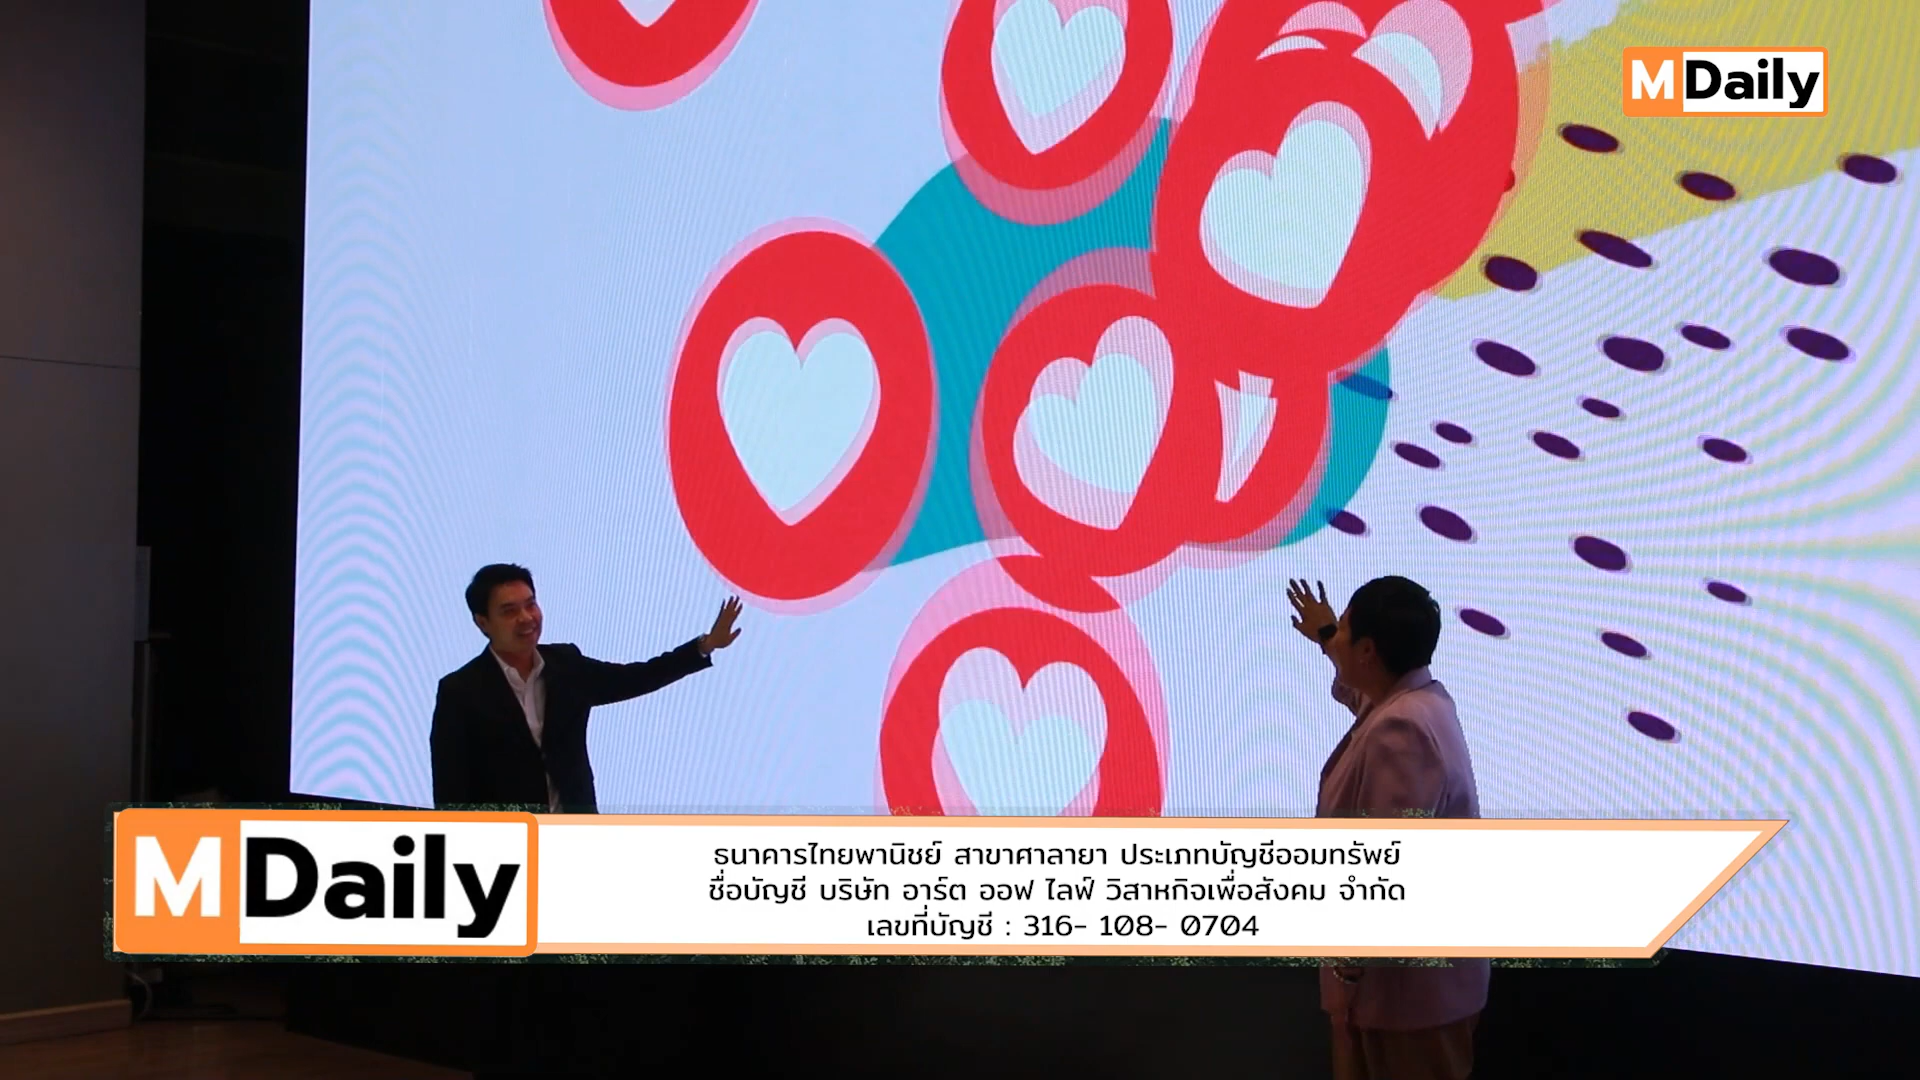 MDaily
MDaily
ธนาคารไทยพานิชย์ สาขาศาลายา ประเภทบัญชีออมทรัพย์
ชื่อบัญชี บริษัท อาร์ต ออฟ ไลฟ์ วิสาหกิจเพื่อสังคม จำกัด
เลขที่บัญชี : 316- 108- 0704